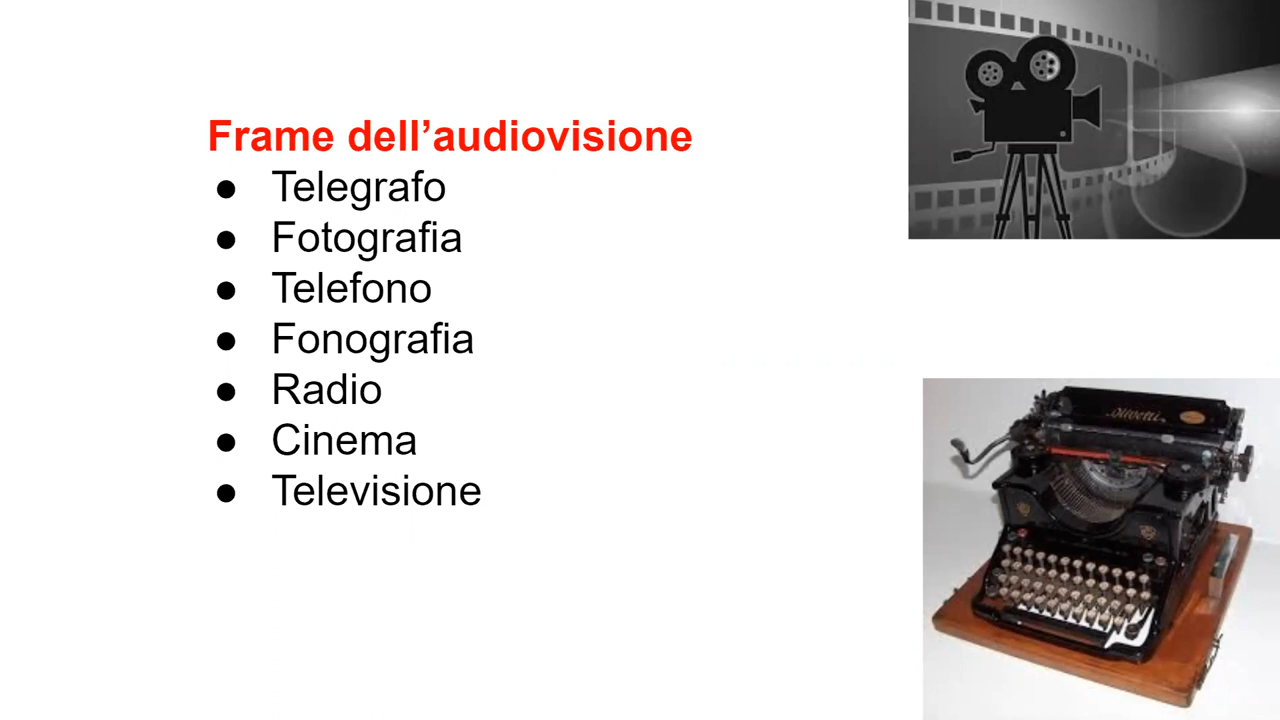 Frame dell’audiovisione
● Telegrafo
● Fotografia
● Telefono
● Fonografia
● Radio
● Cinema
● Televisione
Olivetti